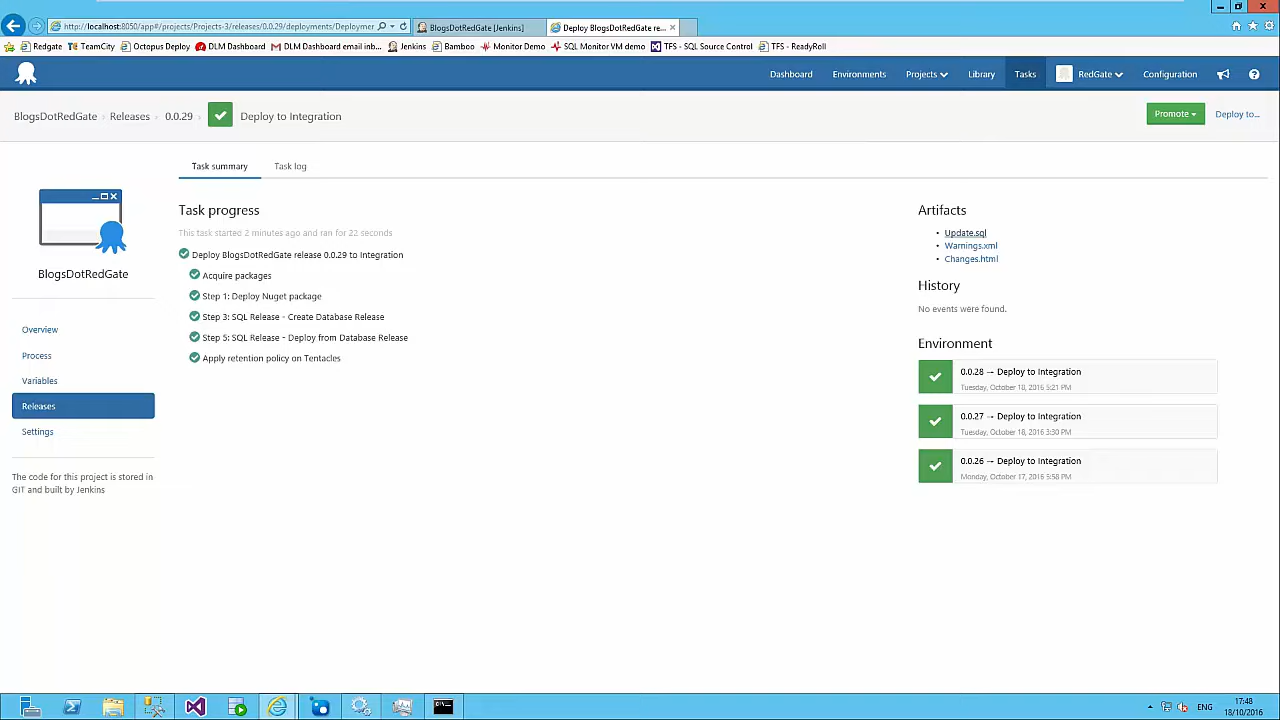 http://localhost:8050/app#/projects/Projects-3/releases/0.0.29/deployments/Deploymer
BlogsDotRedGate [Jenkins]
Deploy BlogsDotRedGate re...
Redgate TeamCity Octopus Deploy DLM Dashboard DLM Dashboard email inb... Jenkins Bamboo Monitor Demo SQL Monitor VM demo TFS - SQL Source Control TFS - ReadyRoll
Dashboard Environments Projects Library Tasks RedGate Configuration
BlogsDotRedGate › Releases › 0.0.29 › Deploy to Integration
Promote Deploy to...
Task summary Task log
BlogsDotRedGate
Overview
Process
Variables
Releases
Settings
The code for this project is stored in
GIT and built by Jenkins
Task progress
This task started 2 minutes ago and ran for 22 seconds
Deploy BlogsDotRedGate release 0.0.29 to Integration
Acquire packages
Step 1: Deploy Nuget package
Step 3: SQL Release - Create Database Release
Step 5: SQL Release - Deploy from Database Release
Apply retention policy on Tentacles
Artifacts
• Update.sql
• Warnings.xml
• Changes.html
History
No events were found.
Environment
0.0.28 → Deploy to Integration
Tuesday, October 18, 2016 5:21 PM
0.0.27 → Deploy to Integration
Tuesday, October 18, 2016 3:30 PM
0.0.26 → Deploy to Integration
Monday, October 17, 2016 5:58 PM
ENG
17:48
18/10/2016